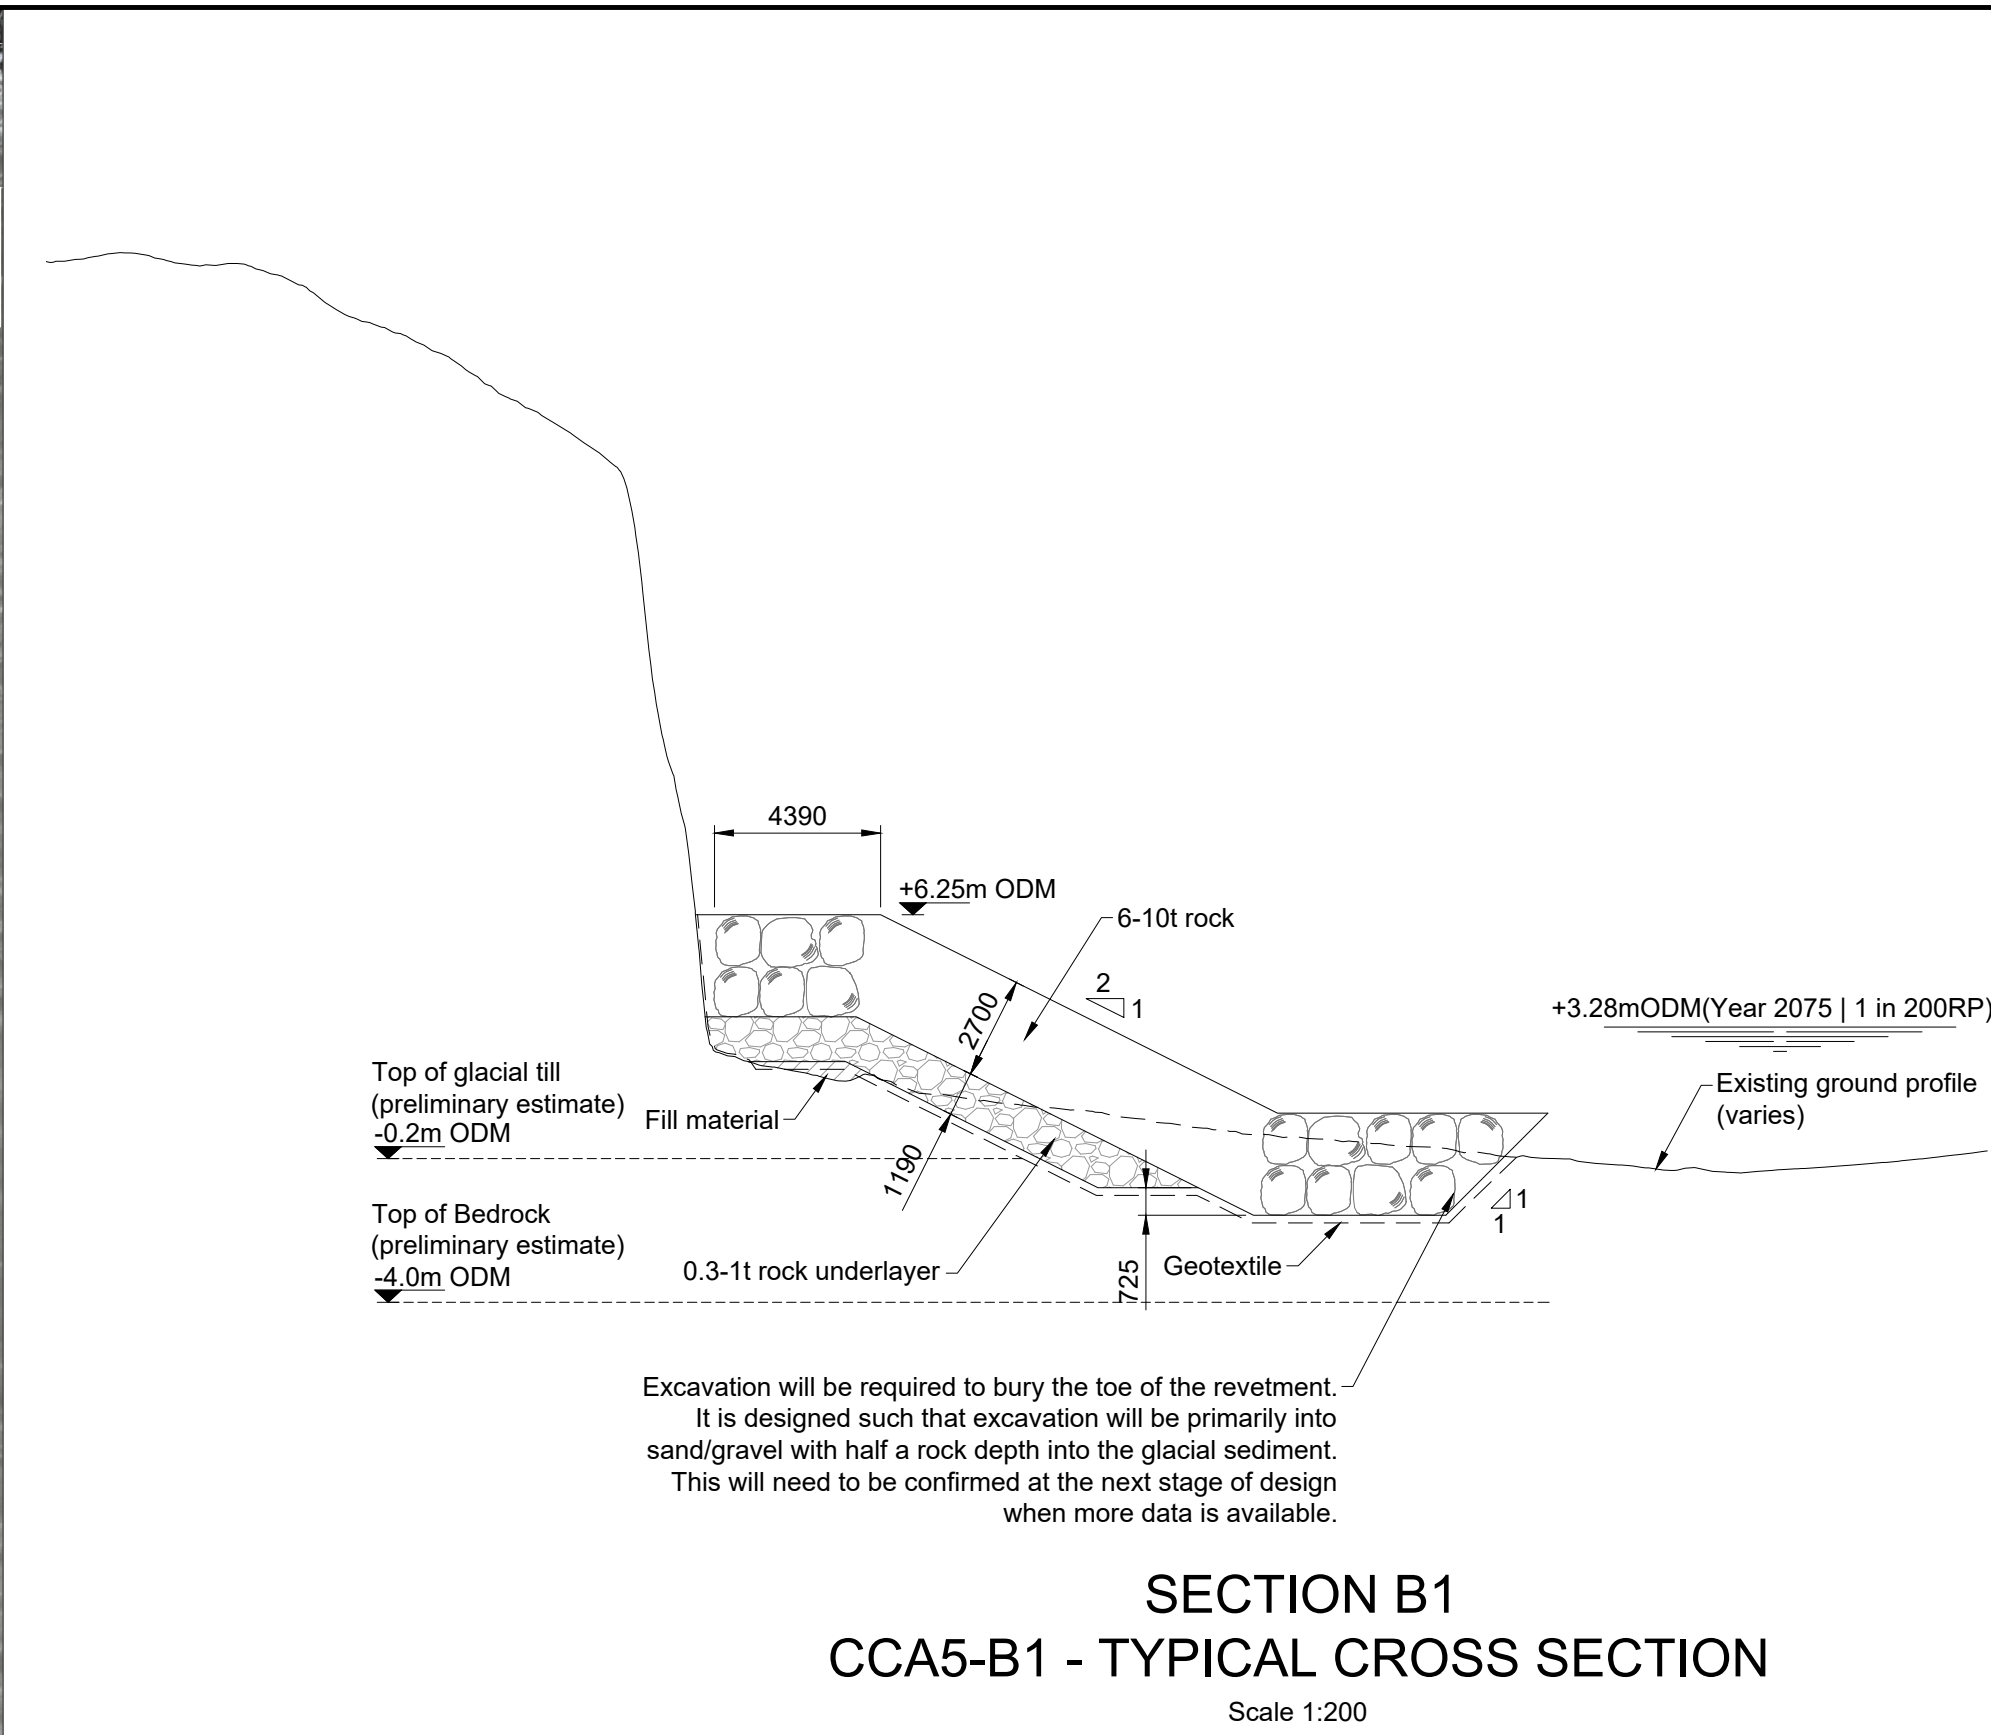 4390
+6.25m ODM
6-10t rock
2
1
2700
+3.28mODM(Year 2075 | 1 in 200RP)
Existing ground profile
(varies)
Top of glacial till
(preliminary estimate)
-0.2m ODM
Fill material
1190
1
1
Top of Bedrock
(preliminary estimate)
-4.0m ODM
0.3-1t rock underlayer
725
Geotextile
Excavation will be required to bury the toe of the revetment.
It is designed such that excavation will be primarily into
sand/gravel with half a rock depth into the glacial sediment.
This will need to be confirmed at the next stage of design
when more data is available.
SECTION B1
CCA5-B1 - TYPICAL CROSS SECTION
Scale 1:200